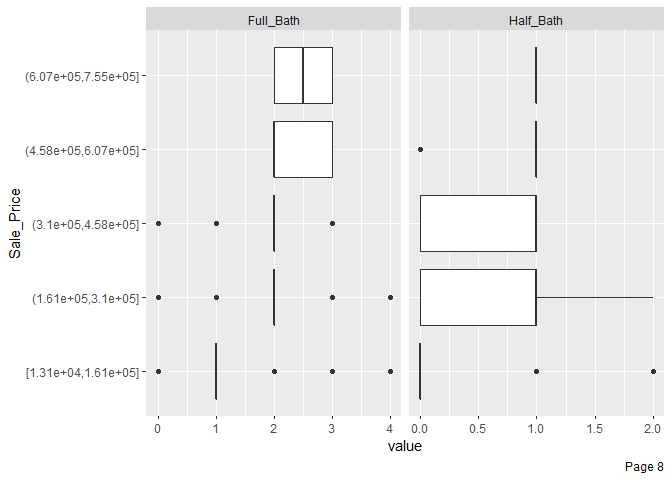 Full_Bath Half_Bath
(6.07e+05,7.55e+05]
(4.58e+05,6.07e+05]
(3.1e+05,4.58e+05]
(1.61e+05,3.1e+05]
[1.31e+04,1.61e+05]
Sale_Price
0 1 2 3 4 0.0 0.5 1.0 1.5 2.0
value
Page 8